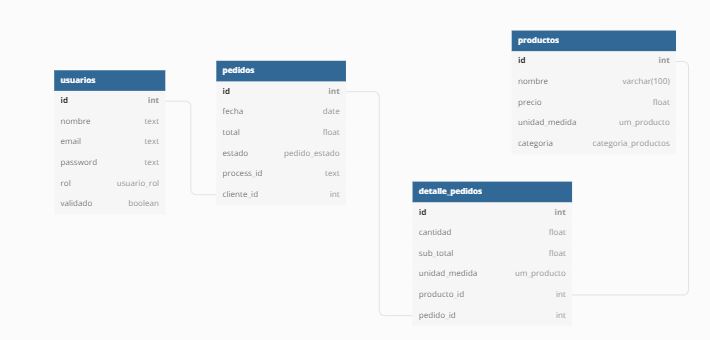 usuarios
id int
nombre text
email text
password text
rol usuario_rol
validado boolean
pedidos
id int
fecha date
total float
estado pedido_estado
process_id text
cliente_id int
productos
id int
nombre varchar(100)
precio float
unidad_medida um_producto
categoria categoria_productos
detalle_pedidos
id int
cantidad float
sub_total float
unidad_medida um_producto
producto_id int
pedido_id int